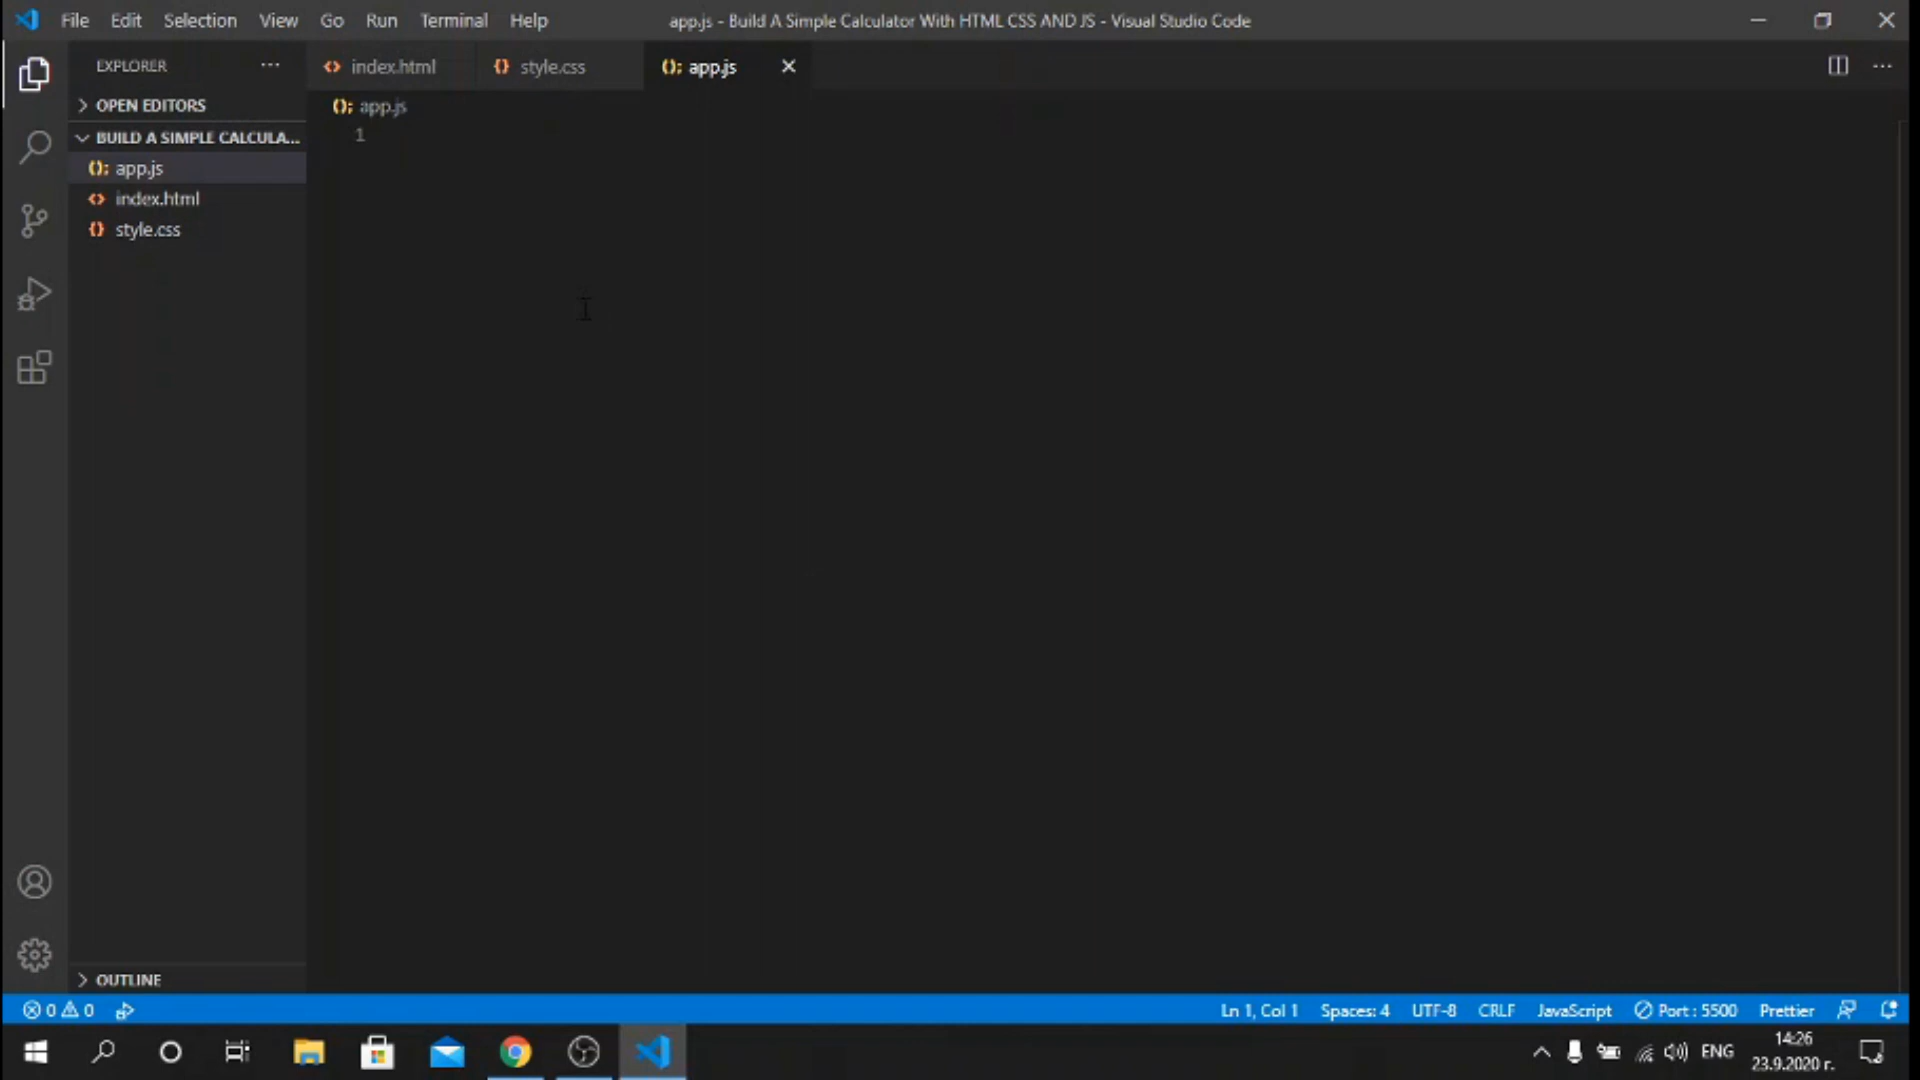 File Edit Selection View Go Run Terminal Help app.js - Build A Simple Calculator With HTML CSS AND JS - Visual Studio Code
EXPLORER
index.html style.css app.js
OPEN EDITORS
app.js
BUILD A SIMPLE CALCULA...
1
app.js
index.html
style.css
OUTLINE
0 0 Ln 1, Col 1 Spaces: 4 UTF-8 CRLF JavaScript Port : 5500 Prettier
ENG 14:26
23.9.2020 г.